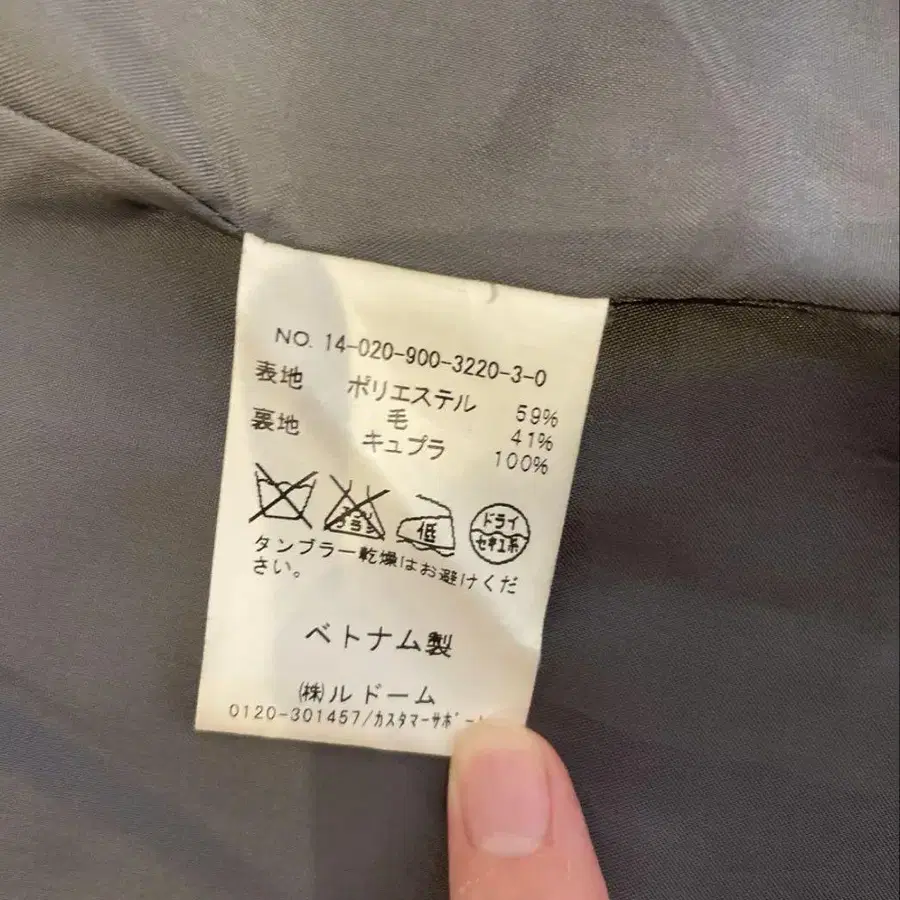 NO. 14-020-900-3220-3-0
表地 ポリエステル 59%
毛 41%
裏地 キュプラ 100%
低
ドライ
セキユ系
タンブラー乾燥はお避けくだ
さい。
ベトナム製
㈱ルドーム
0120-301457/カスタマーサポート